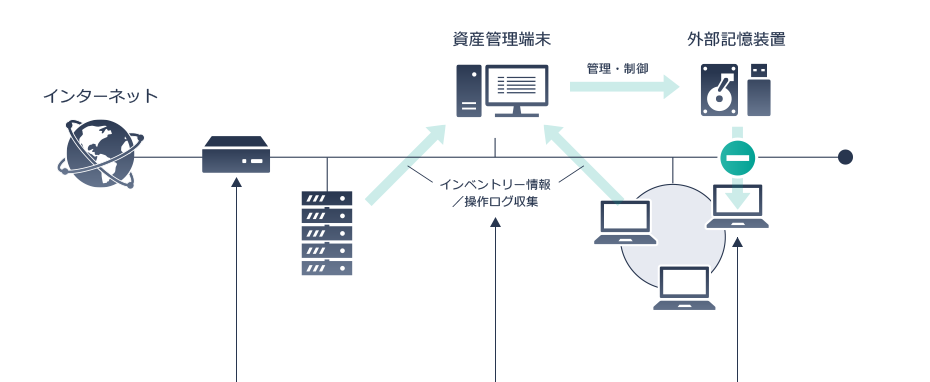 資産管理端末
外部記憶装置
管理・制御
インターネット
インベントリー情報
／操作ログ収集